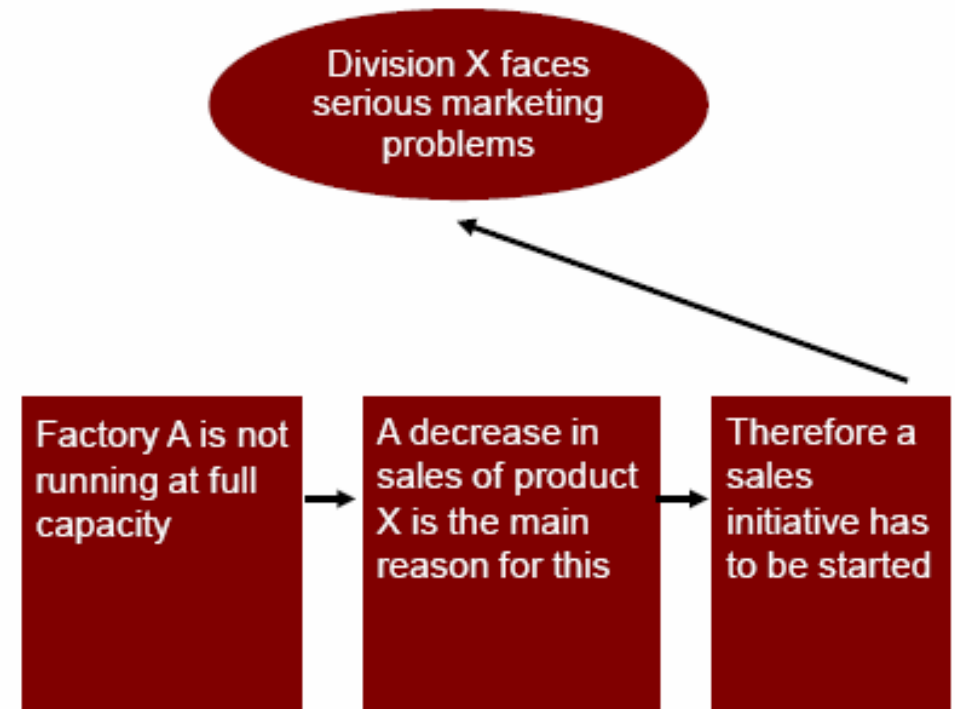 Division X faces
serious marketing
problems
Factory A is not
running at full
capacity
A decrease in
sales of product
X is the main
reason for this
Therefore a
sales
initiative has
to be started